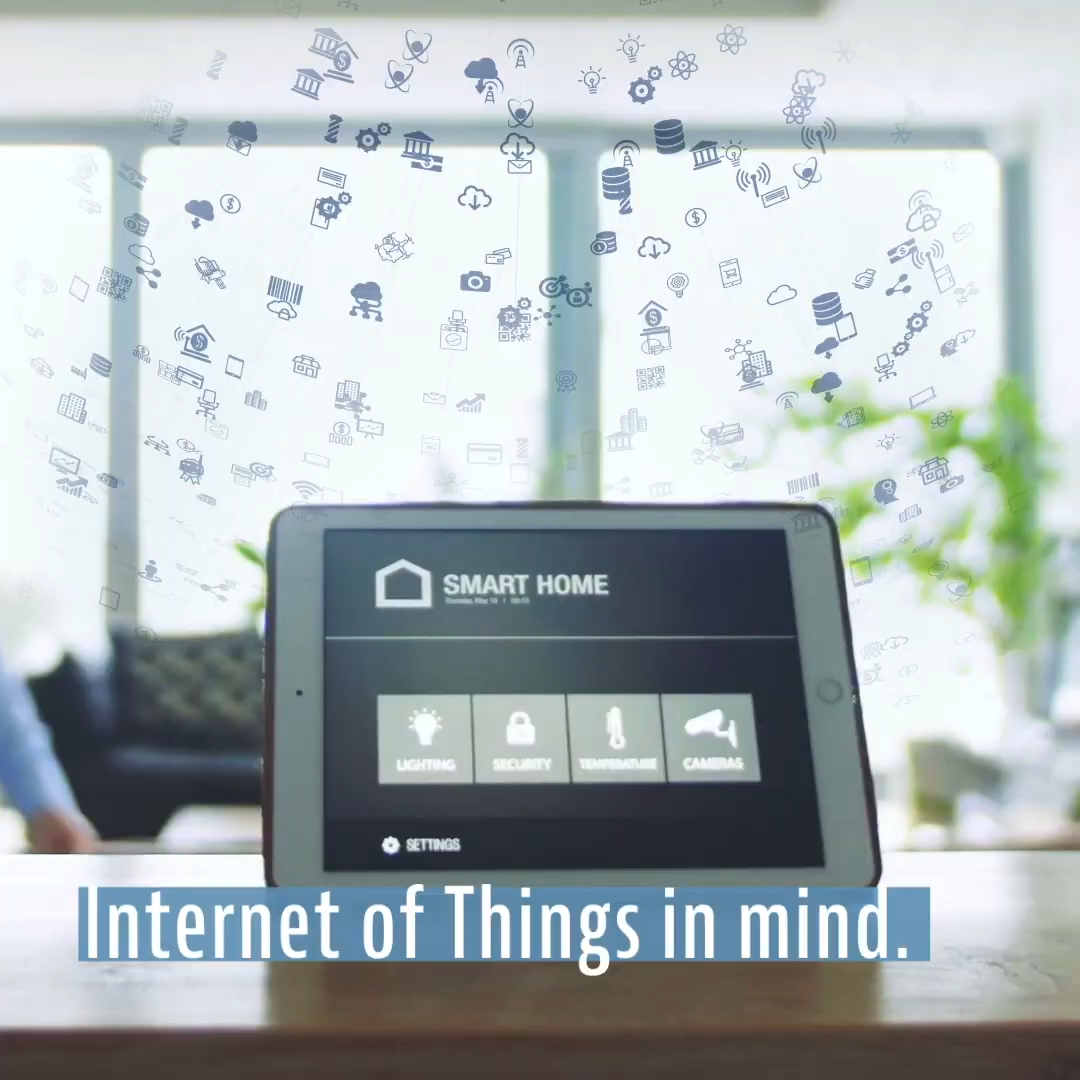 SMART HOME
LIGHTING
SECURITY
TEMPERATURE
CAMERAS
SETTINGS
Internet of Things in mind.